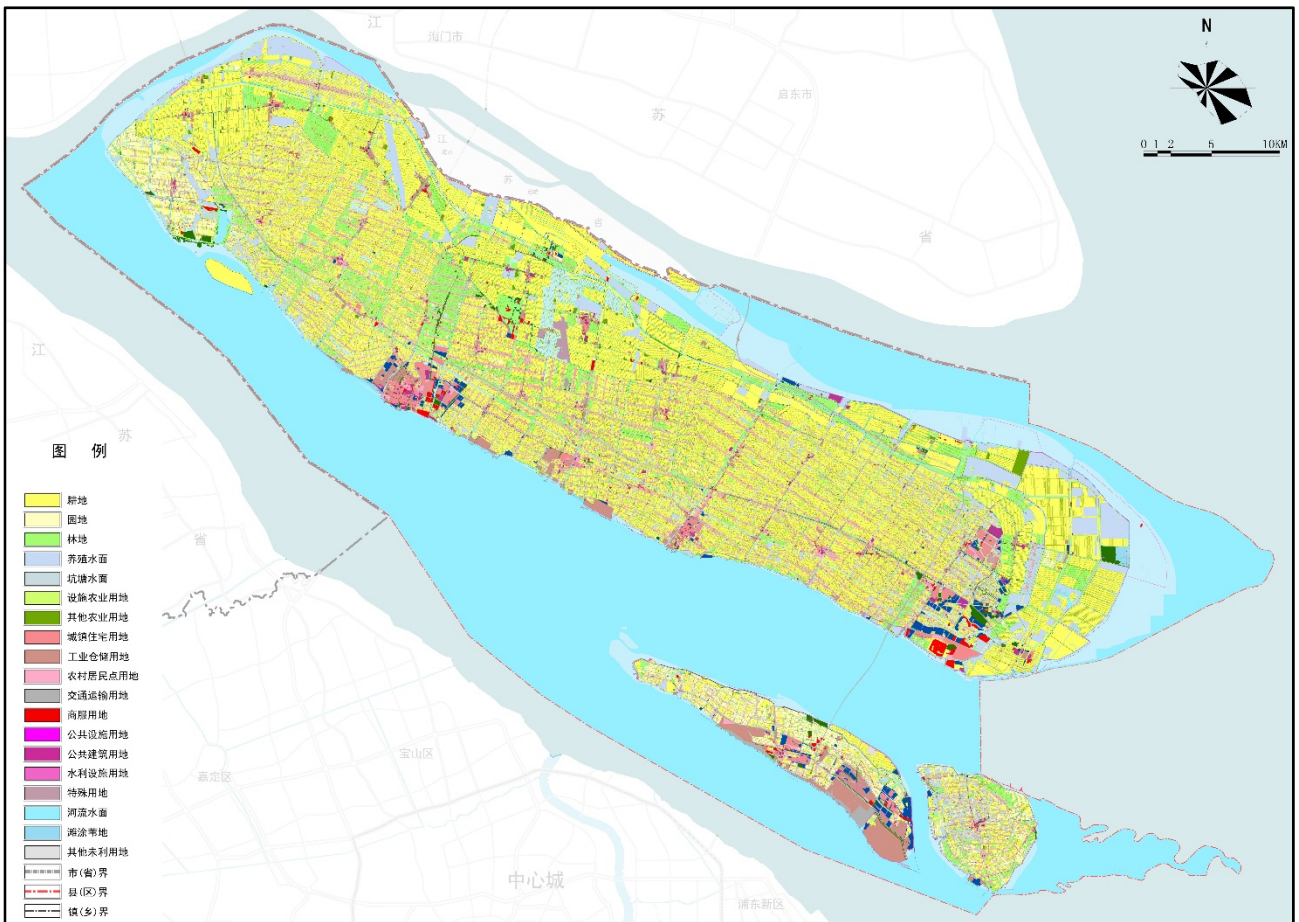 江
海门市
启东市
苏
江
苏
省
省
N
0 1 2 5 10KM
江
苏
省
图 例
耕地
园地
林地
养殖水面
坑塘水面
设施农业用地
其他农业用地
城镇住宅用地
工业仓储用地
农村居民点用地
交通运输用地
商服用地
公共设施用地
公共建筑用地
水利设施用地
特殊用地
河流水面
滩涂苇地
其他未利用地
市(省)界
县(区)界
镇(乡)界
嘉定区
宝山区
中心城
浦东新区